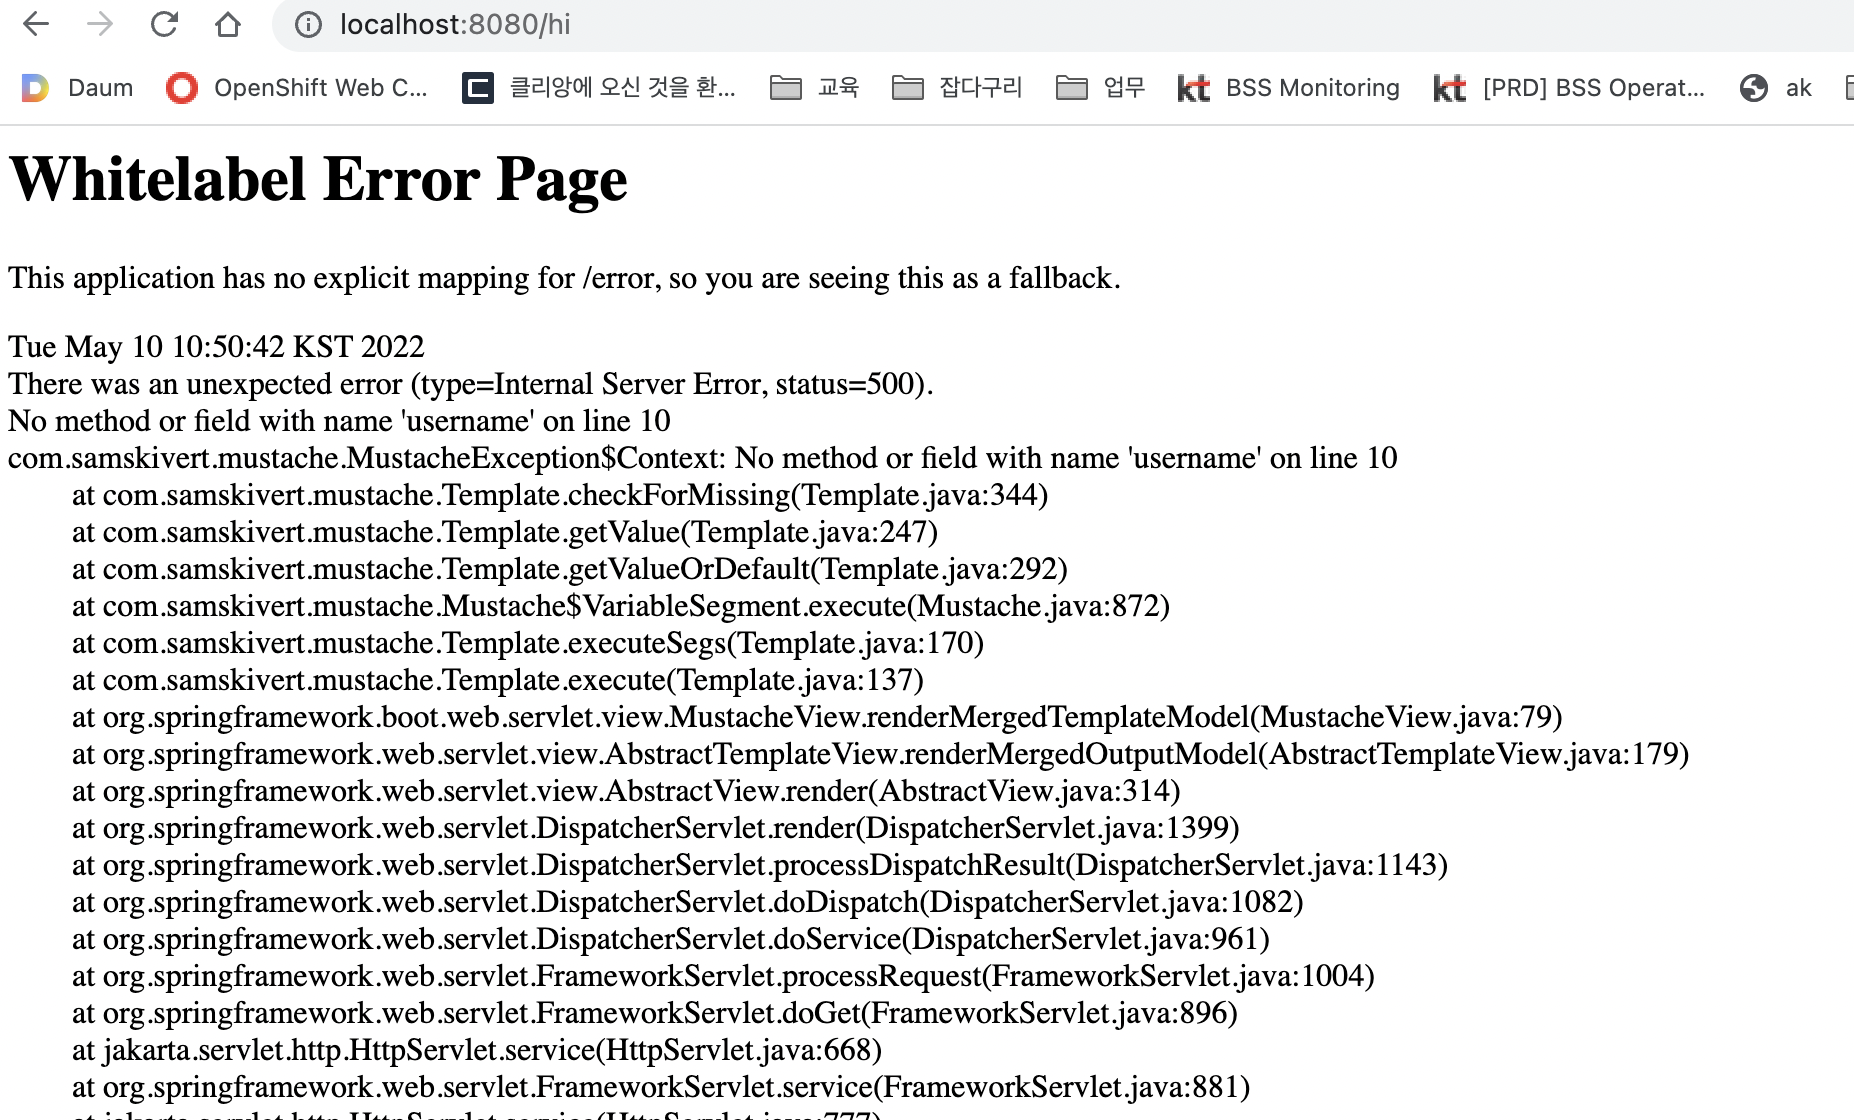 localhost:8080/hi
Daum OpenShift Web C... 클리앙에 오신 것을 환... 교육 잡다구리 업무 kt BSS Monitoring kt [PRD] BSS Operat... ak
Whitelabel Error Page
This application has no explicit mapping for /error, so you are seeing this as a fallback.
Tue May 10 10:50:42 KST 2022
There was an unexpected error (type=Internal Server Error, status=500).
No method or field with name 'username' on line 10
com.samskivert.mustache.MustacheException$Context: No method or field with name 'username' on line 10
at com.samskivert.mustache.Template.checkForMissing(Template.java:344)
at com.samskivert.mustache.Template.getValue(Template.java:247)
at com.samskivert.mustache.Template.getValueOrDefault(Template.java:292)
at com.samskivert.mustache.Mustache$VariableSegment.execute(Mustache.java:872)
at com.samskivert.mustache.Template.executeSegs(Template.java:170)
at com.samskivert.mustache.Template.execute(Template.java:137)
at org.springframework.boot.web.servlet.view.MustacheView.renderMergedTemplateModel(MustacheView.java:79)
at org.springframework.web.servlet.view.AbstractTemplateView.renderMergedOutputModel(AbstractTemplateView.java:179)
at org.springframework.web.servlet.view.AbstractView.render(AbstractView.java:314)
at org.springframework.web.servlet.DispatcherServlet.render(DispatcherServlet.java:1399)
at org.springframework.web.servlet.DispatcherServlet.processDispatchResult(DispatcherServlet.java:1143)
at org.springframework.web.servlet.DispatcherServlet.doDispatch(DispatcherServlet.java:1082)
at org.springframework.web.servlet.DispatcherServlet.doService(DispatcherServlet.java:961)
at org.springframework.web.servlet.FrameworkServlet.processRequest(FrameworkServlet.java:1004)
at org.springframework.web.servlet.FrameworkServlet.doGet(FrameworkServlet.java:896)
at jakarta.servlet.http.HttpServlet.service(HttpServlet.java:668)
at org.springframework.web.servlet.FrameworkServlet.service(FrameworkServlet.java:881)
at jakarta.servlet.http.HttpServlet.service(HttpServlet.java:777)